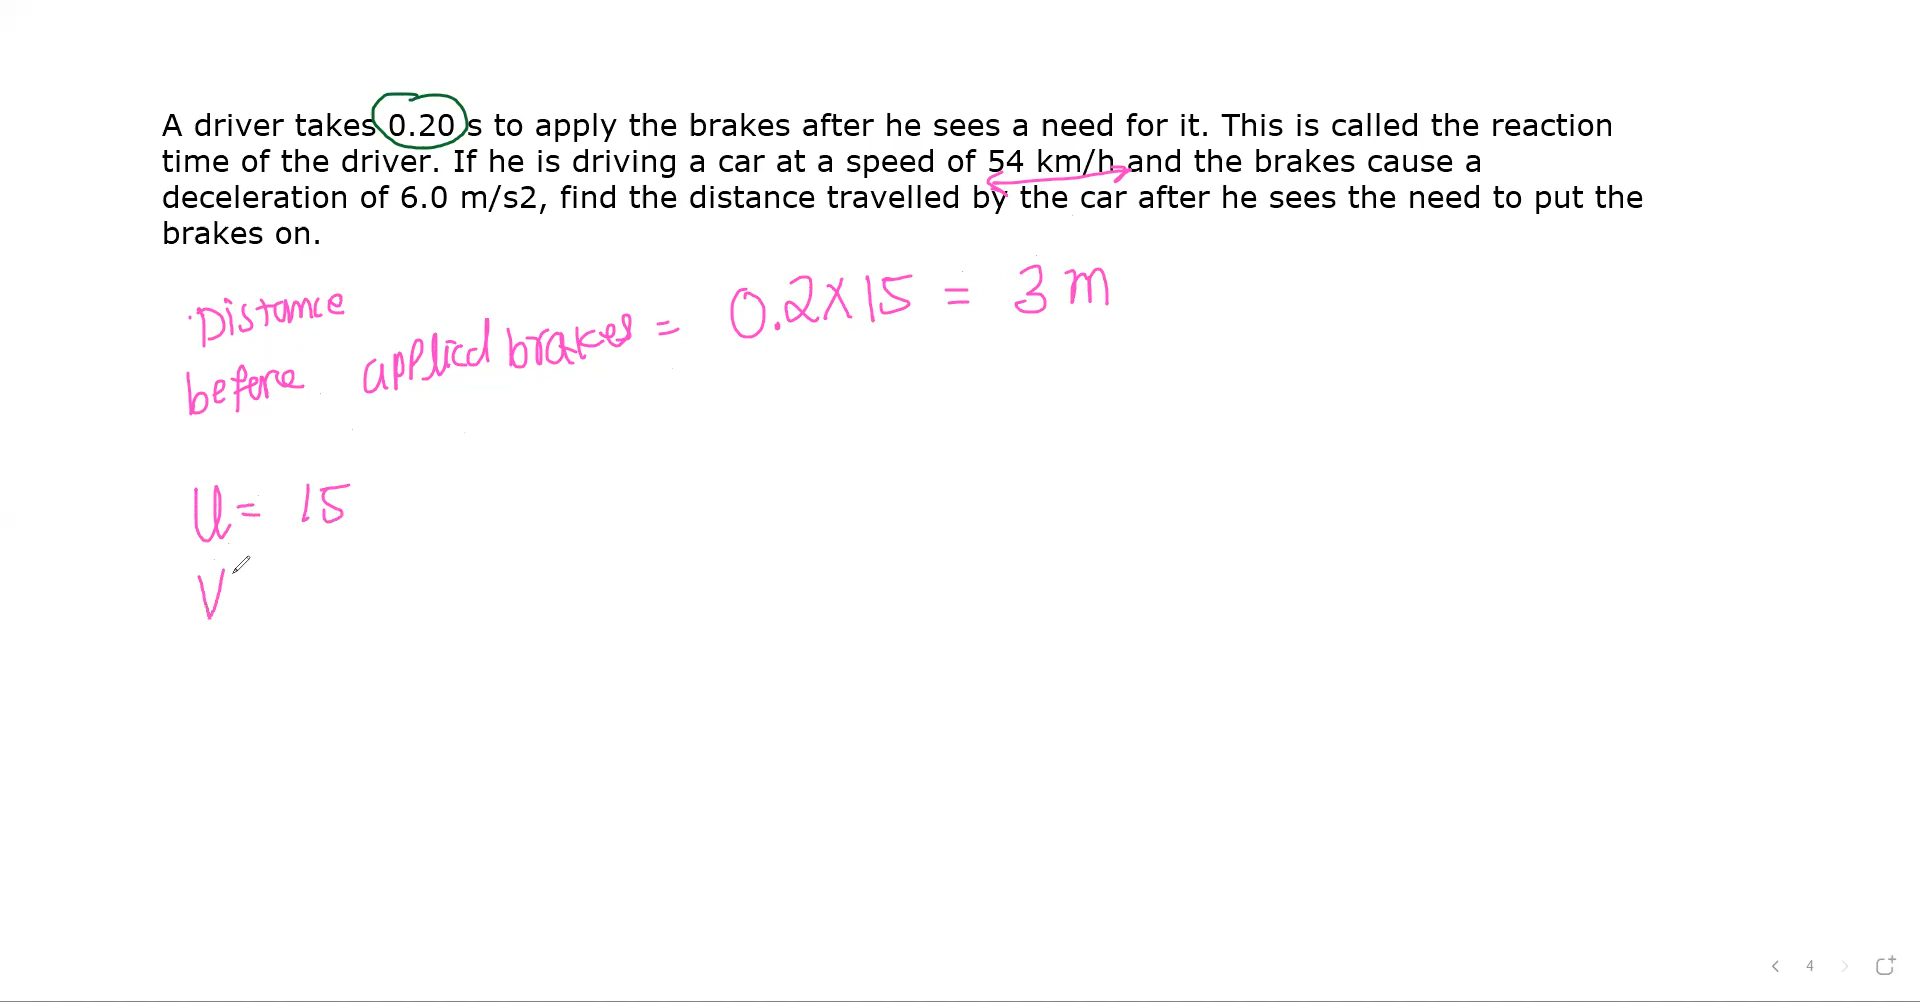 A driver takes 0.20 s to apply the brakes after he sees a need for it. This is called the reaction
time of the driver. If he is driving a car at a speed of 54 km/h and the brakes cause a
deceleration of 6.0 m/s2, find the distance travelled by the car after he sees the need to put the
brakes on.
Distance
before applied brakes = 0.2×15 = 3 m
U = 15
V
4